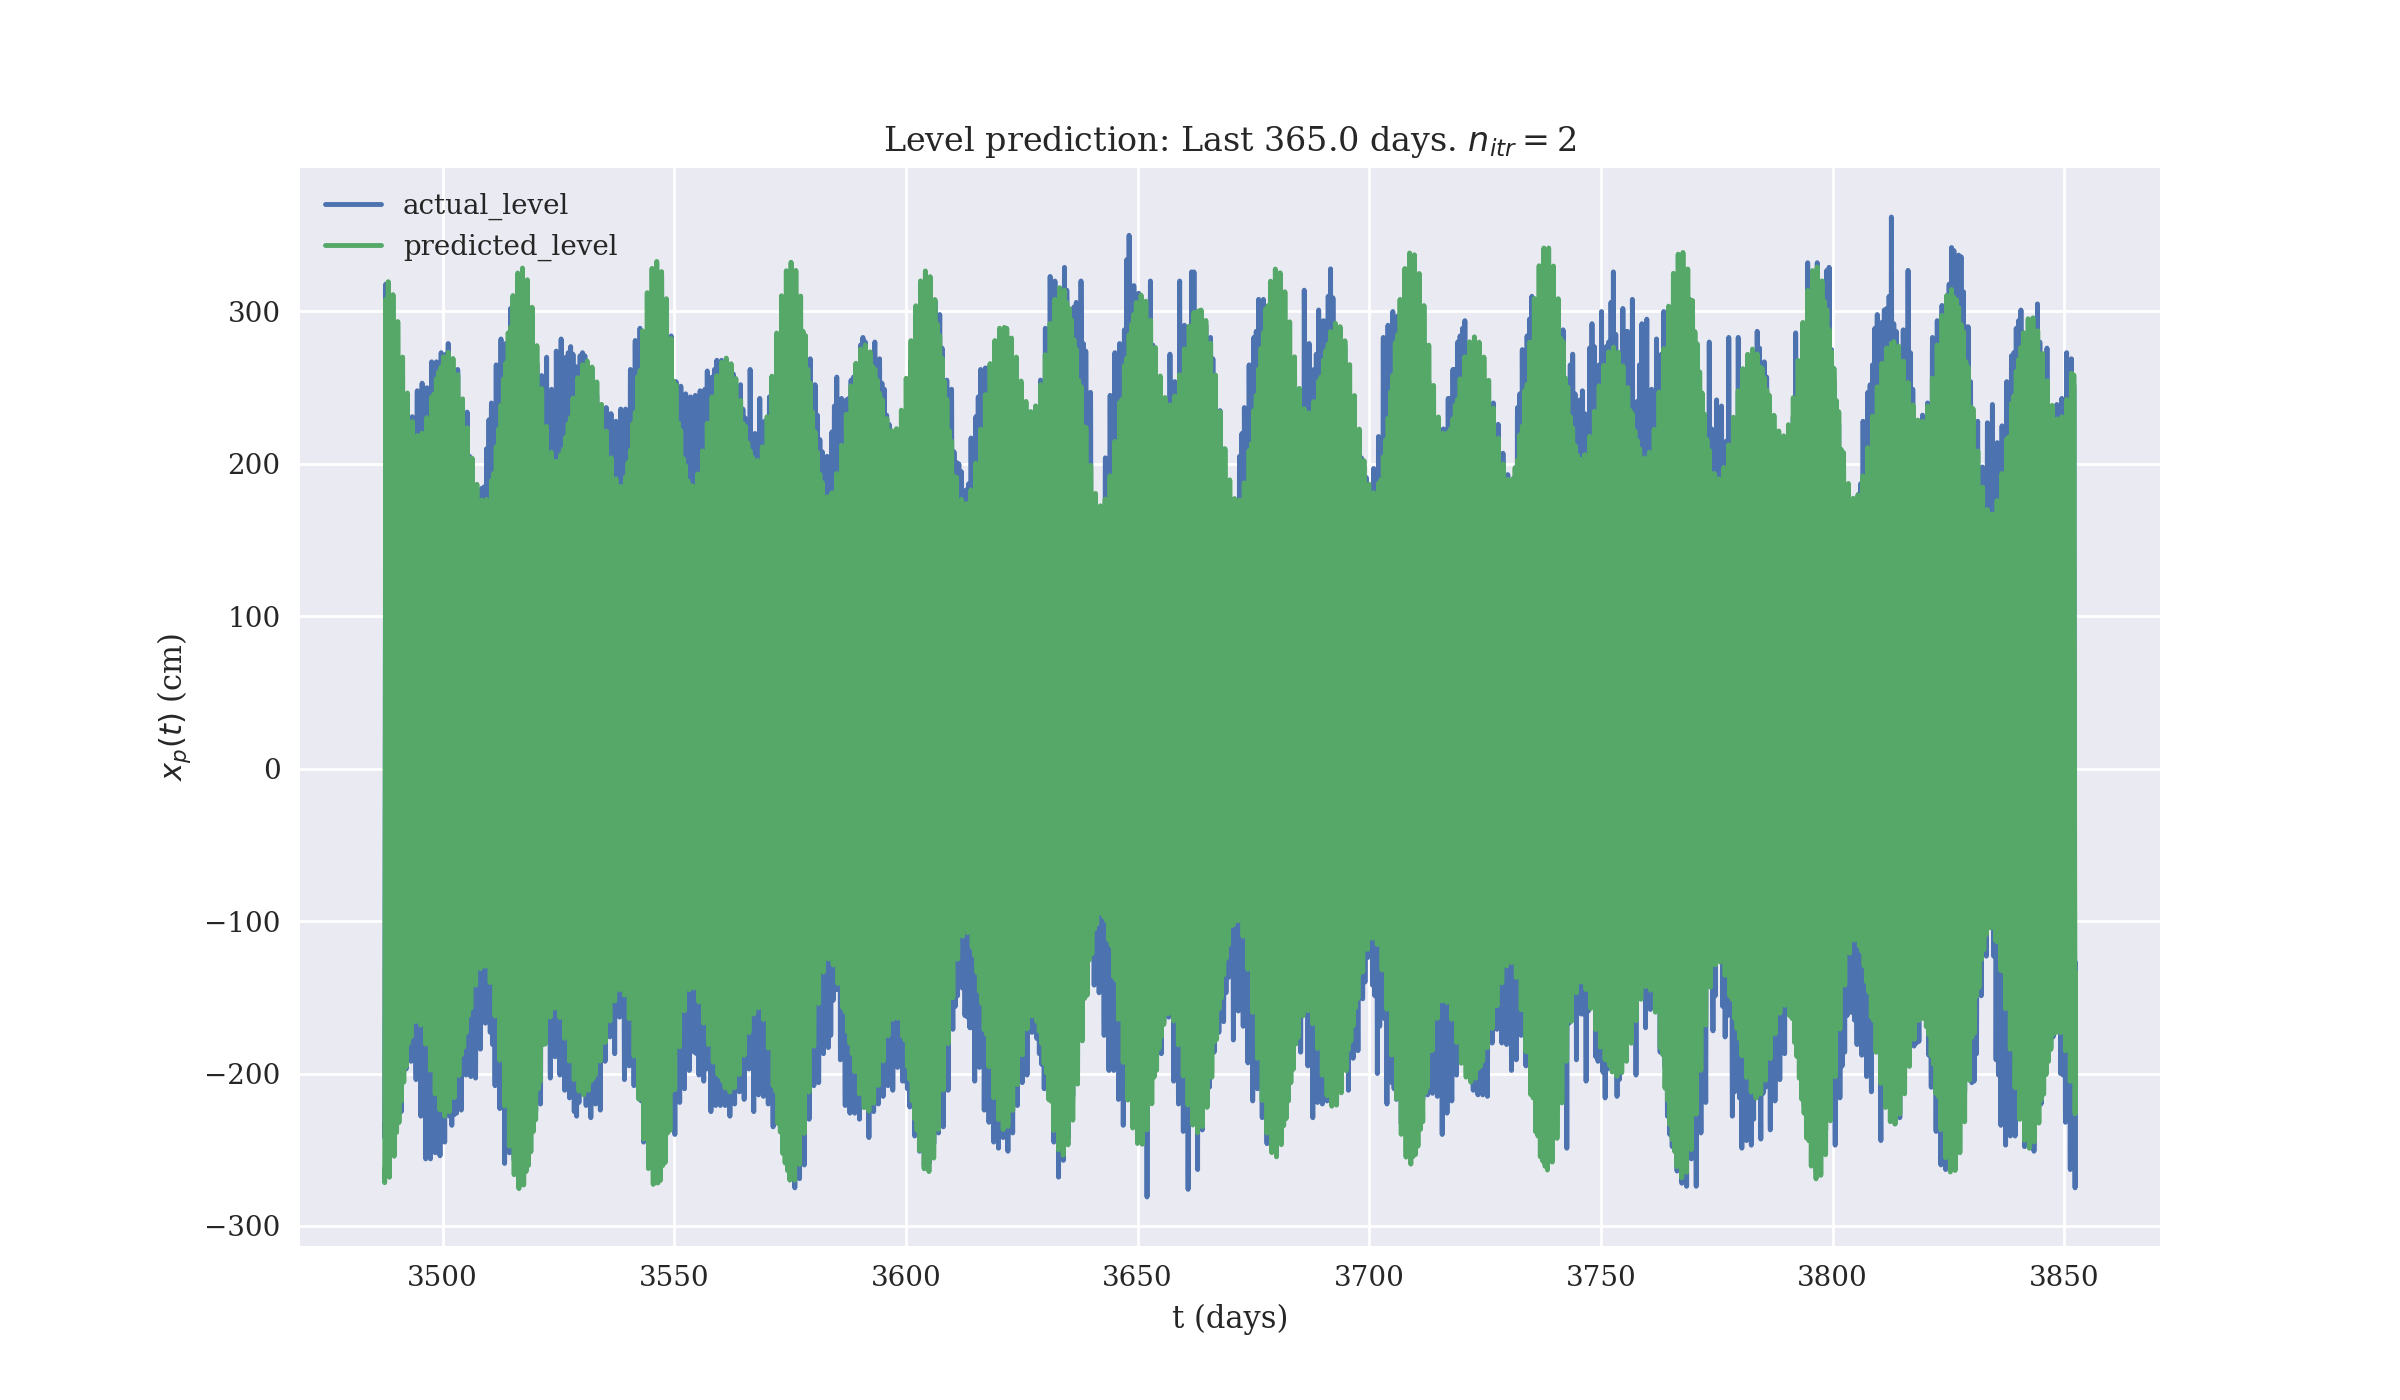 Level prediction: Last 365.0 days. n_{itr} = 2
actual_level
predicted_level
300
200
100
0
−100
−200
−300
x_p(t) (cm)
3500 3550 3600 3650 3700 3750 3800 3850
t (days)